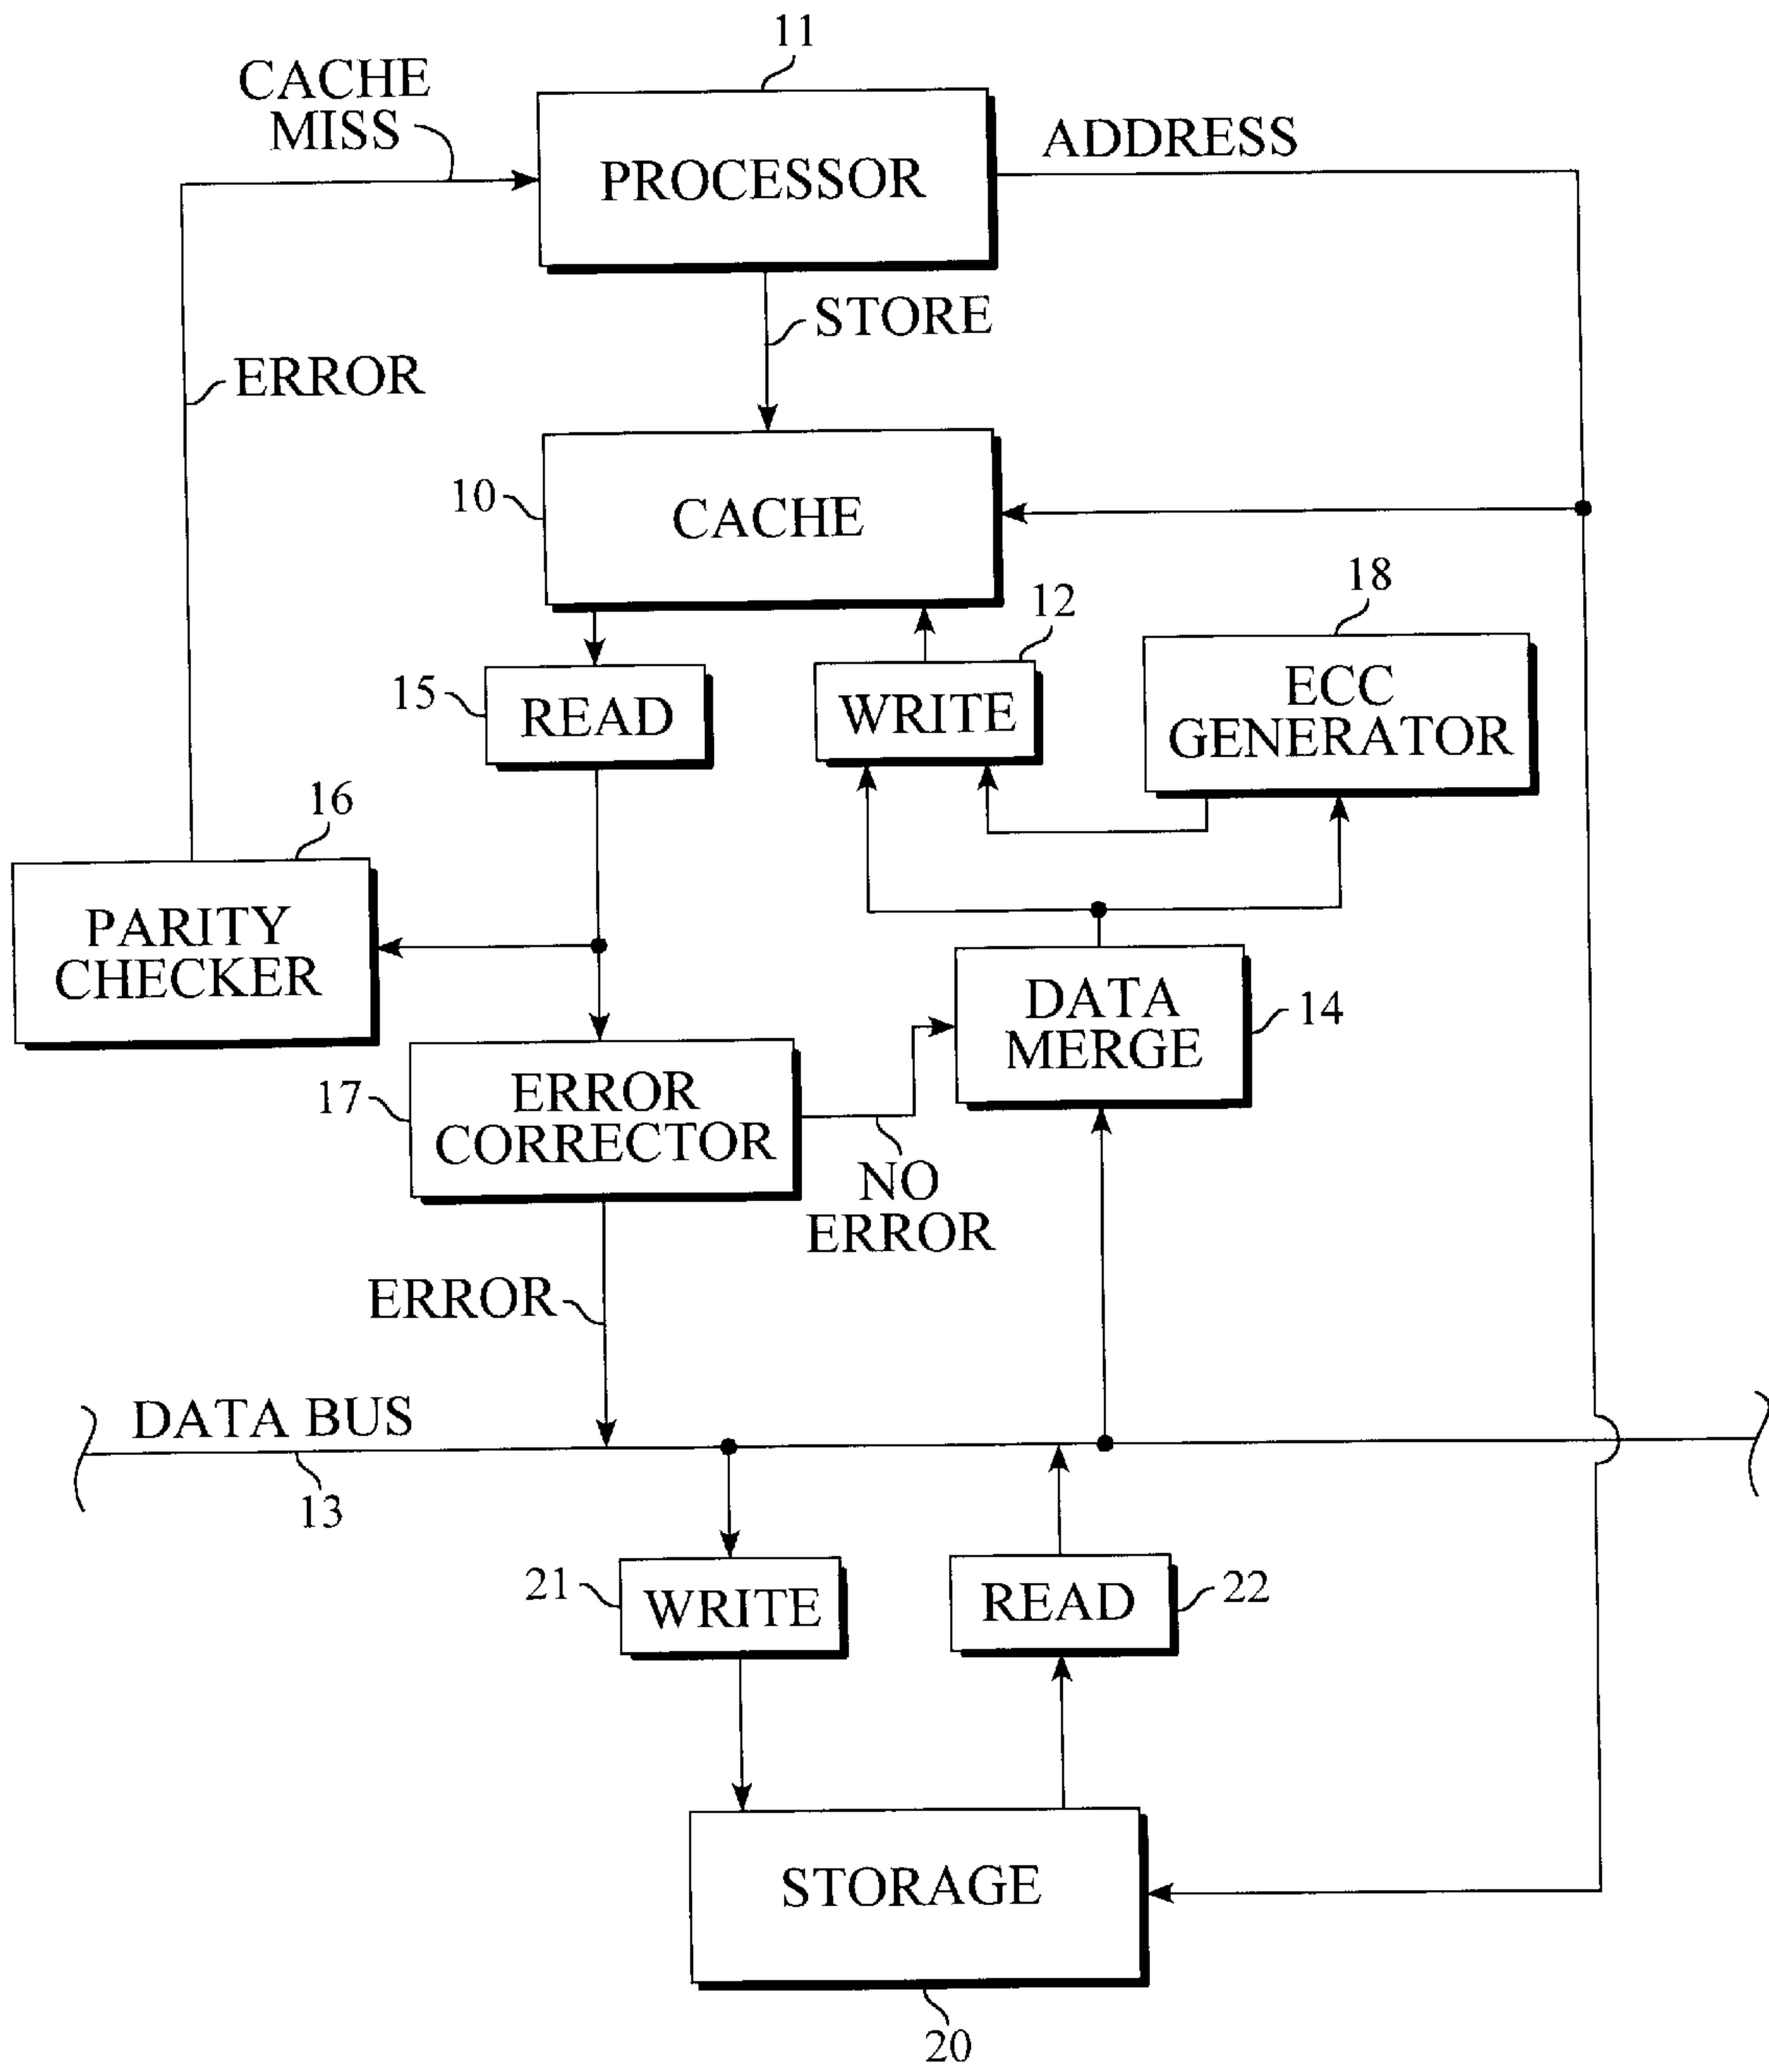 11
CACHE
MISS
ADDRESS
PROCESSOR
STORE
ERROR
10
CACHE
18
12
ECC
GENERATOR
15
READ
WRITE
16
PARITY
CHECKER
DATA
MERGE
14
17
ERROR
CORRECTOR
NO
ERROR
ERROR
DATA BUS
13
21
WRITE
READ
22
STORAGE
20